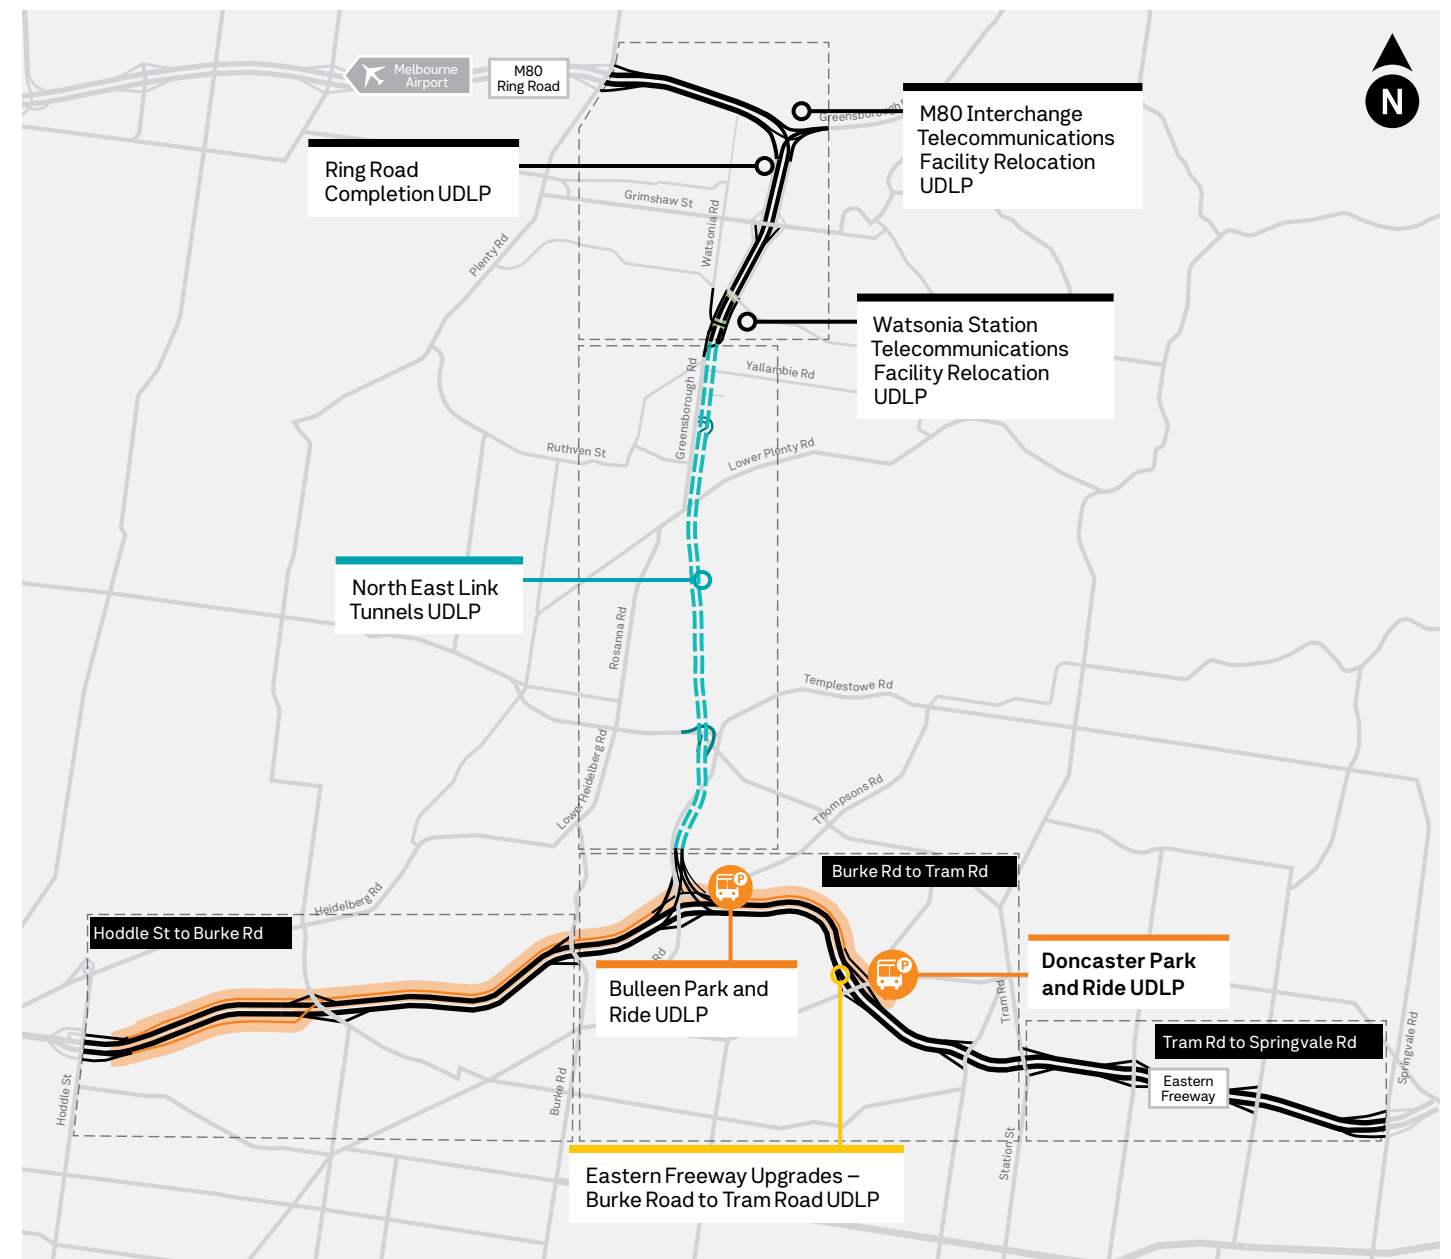 Melbourne
Airport
M80
Ring Road
N
Greensborough
M80 Interchange
Telecommunications
Facility Relocation
UDLP
Ring Road
Completion UDLP
Grimshaw St
Watsonia Rd
Plenty Rd
Watsonia Station
Telecommunications
Facility Relocation
UDLP
Greensborough Rd
Yallambie Rd
Ruthven St
Lower Plenty Rd
North East Link
Tunnels UDLP
Rosanna Rd
Templestowe Rd
Lower Heidelberg Rd
Thompsons Rd
Burke Rd to Tram Rd
P
Heidelberg Rd
Hoddle St to Burke Rd
Rd
Bulleen Park and
Ride UDLP
P
Doncaster Park
and Ride UDLP
Tram Rd
Tram Rd to Springvale Rd
Springvale Rd
Eastern
Freeway
Hoddle St
Burke Rd
Station St
Eastern Freeway Upgrades –
Burke Road to Tram Road UDLP